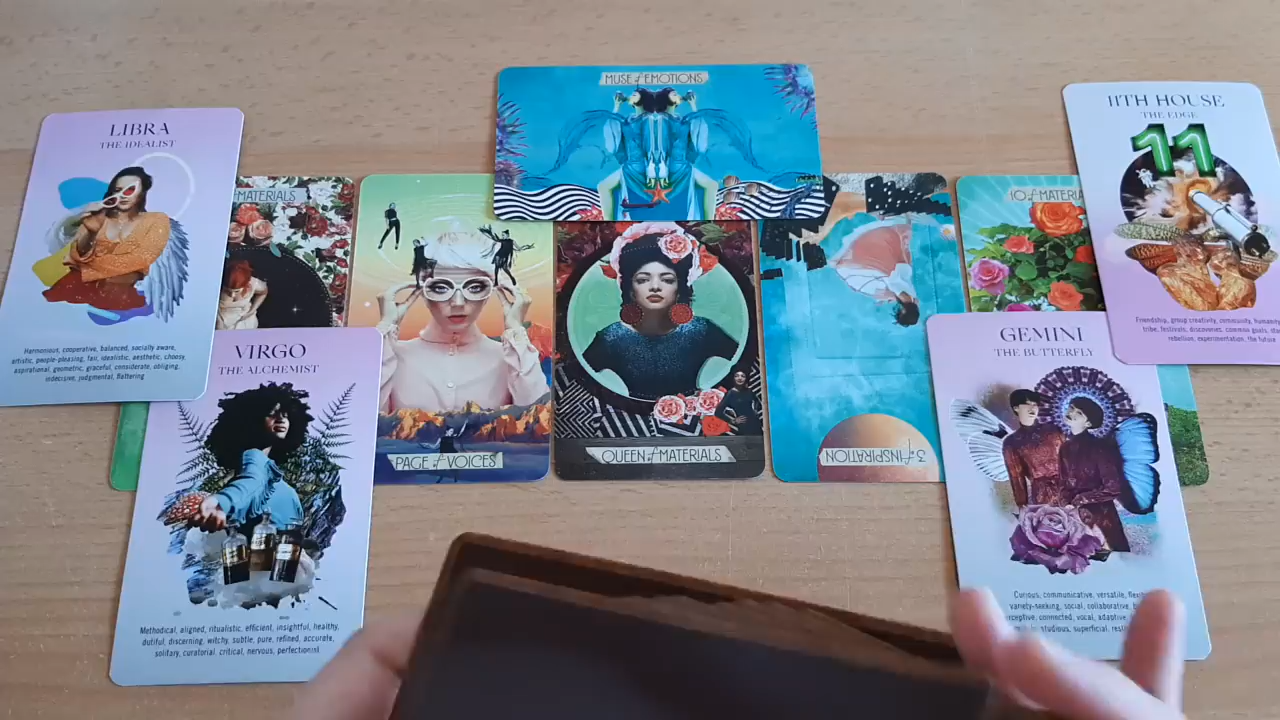 MUSE of EMOTIONS
LIBRA
THE IDEALIST
Harmonious, cooperative, balanced, socially aware,
artistic, people-pleasing, fair, idealistic, aesthetic, choosy,
aspirational, geometric, graceful, considerate, obliging,
indecisive, judgmental, flattering
11TH HOUSE
THE EDGE
11
Friendship, group creativity, community, humanity
tribe, festivals, discoveries, common goals,
rebellion, experimentation, the future
MATERIALS
10 of
VIRGO
THE ALCHEMIST
Methodical, aligned, ritualistic, efficient, insightful, healthy,
dutiful, discerning, witchy, subtle, pure, refined, accurate,
solitary, curatorial, critical, nervous, perfectionist
PAGE of VOICES
QUEEN of MATERIALS
3 of INSPIRATION
GEMINI
THE BUTTERFLY
Curious, communicative, versatile,
variety-seeking, social, collaborative,
connected, vocal, adaptive
studious, superficial,